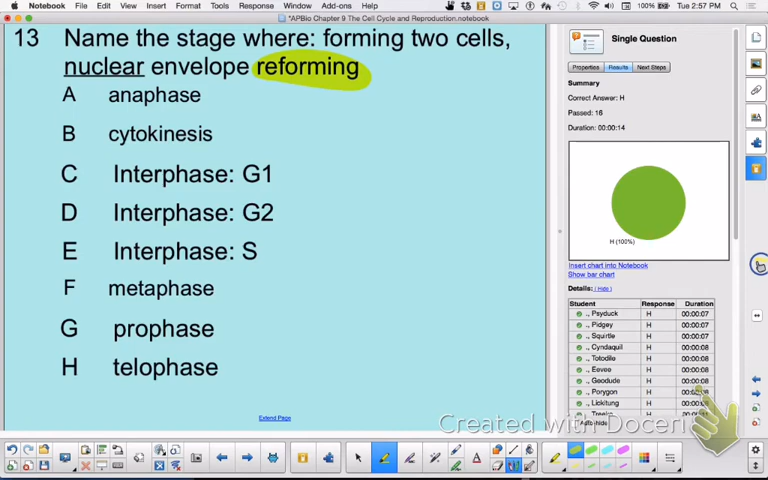 Notebook File Edit View Insert Format Tools Response Window Add-ons Help
100% Tue 2:57 PM
*APBio Chapter 9 The Cell Cycle and Reproduction.notebook
13 Name the stage where: forming two cells,
nuclear envelope reforming
A anaphase
B cytokinesis
C Interphase: G1
D Interphase: G2
E Interphase: S
F metaphase
G prophase
H telophase
Extend Page
Single Question
Properties Results Next Steps
Summary
Correct Answer: H
Passed: 16
Duration: 00:00:14
H (100%)
Insert chart into Notebook
Show bar chart
Details: ( Hide )
Student Response Duration
., Psyduck H 00:00:07
., Pidgey H 00:00:07
., Squirtle H 00:00:07
., Cyndaquil H 00:00:08
., Totodile H 00:00:08
., Eevee H 00:00:08
., Geodude H 00:00:08
., Porygon H 00:00:08
., Lickitung H
Auto-hide
Created with Doceri